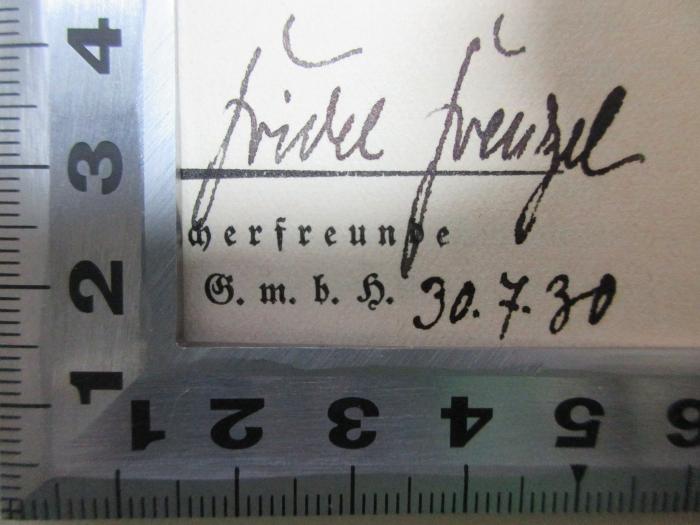 Fridel Frenzel
cherfreunde
G. m. b. H. 30.7.30
4
3
2
1
1 2 3 4 5 6